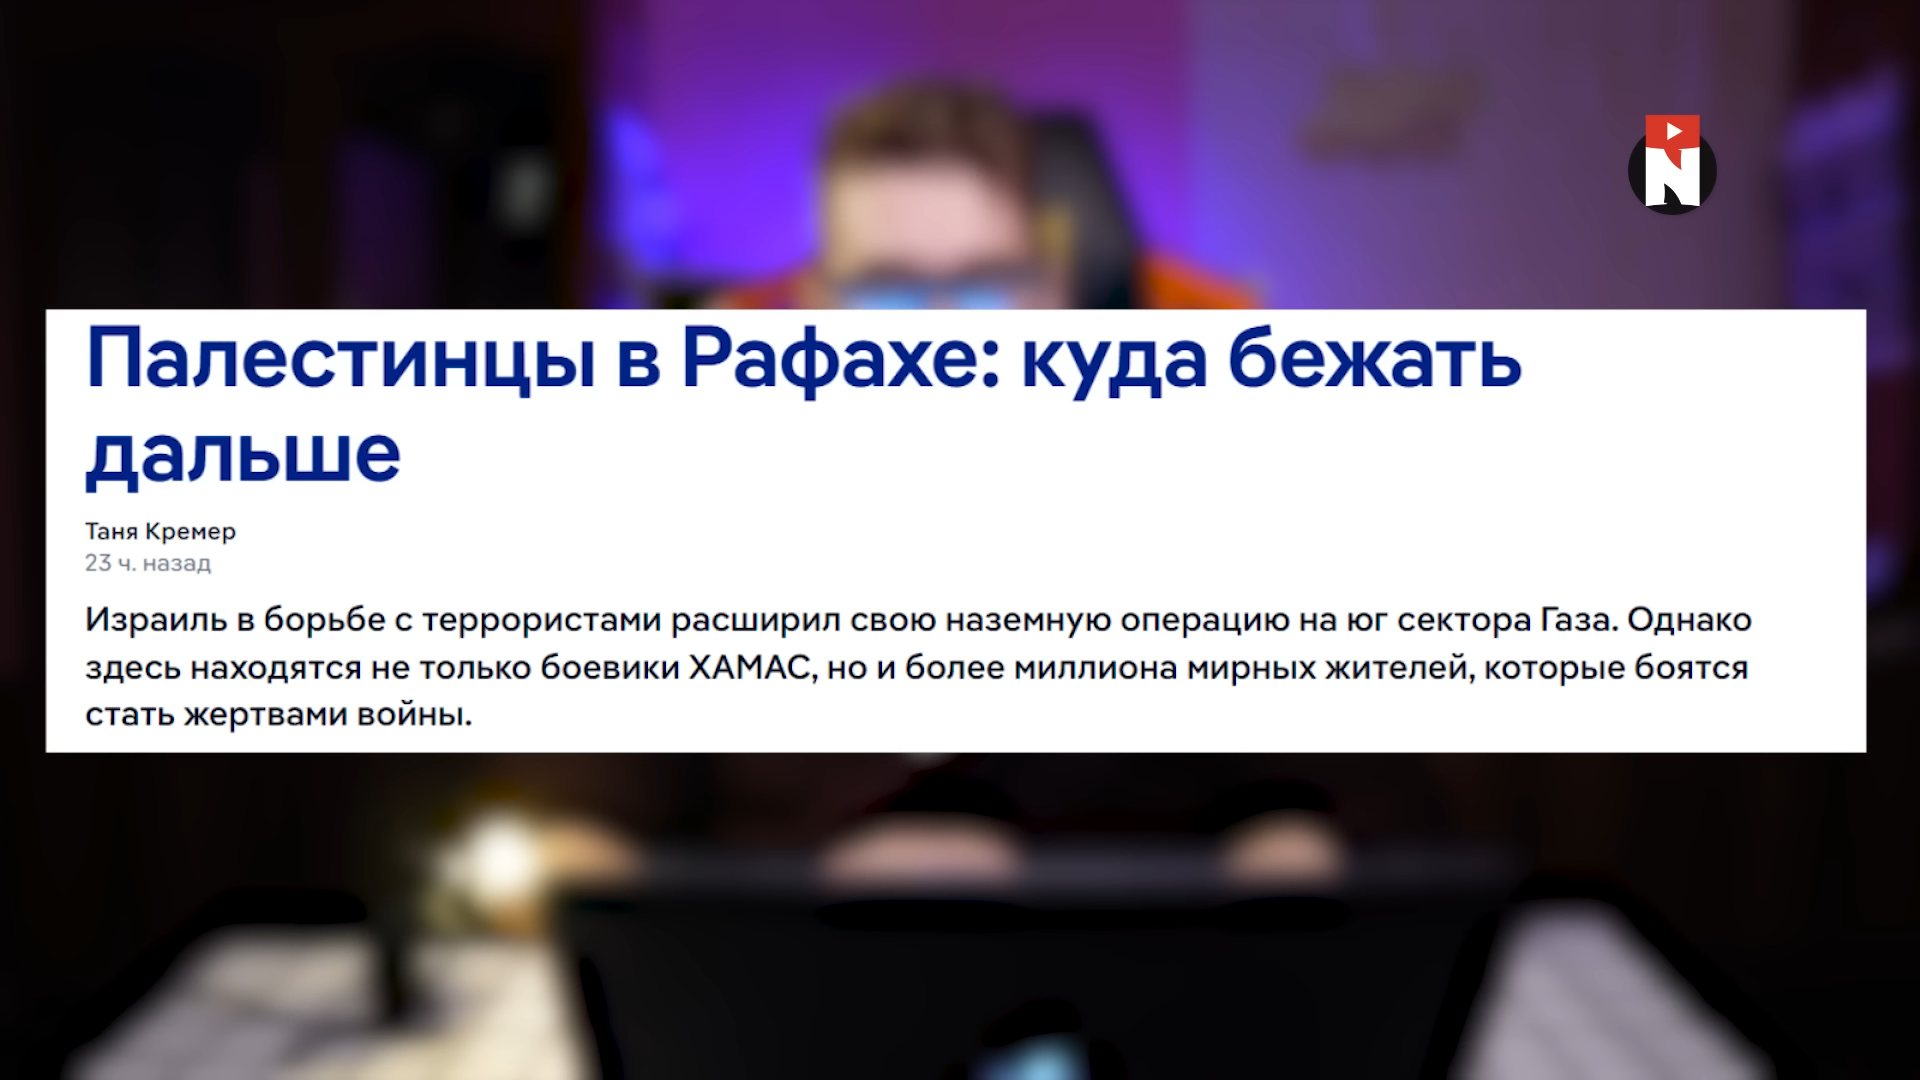 Палестинцы в Рафахе: куда бежать
дальше
Таня Кремер
23 ч. назад
Израиль в борьбе с террористами расширил свою наземную операцию на юг сектора Газа. Однако
здесь находятся не только боевики ХАМАС, но и более миллиона мирных жителей, которые боятся
стать жертвами войны.